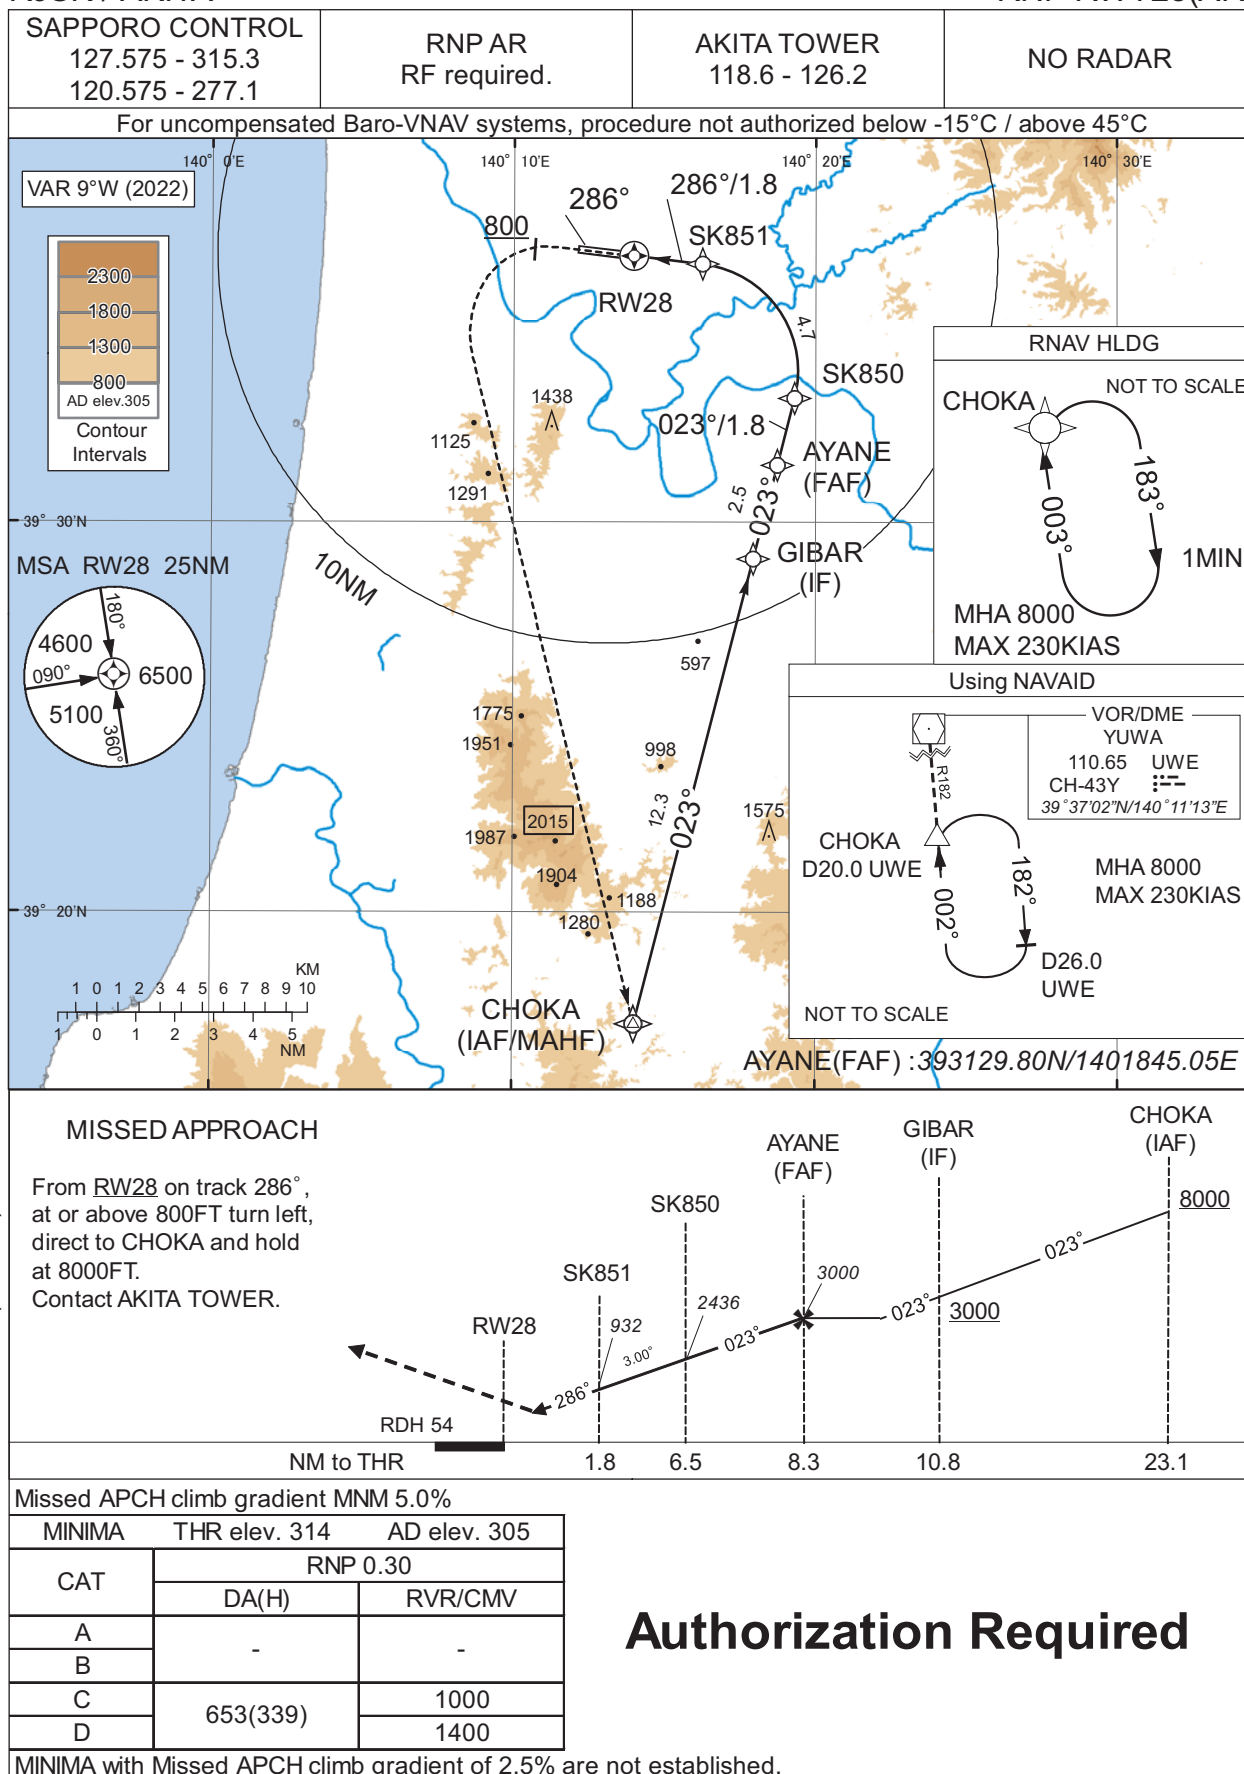 SAPPORO CONTROL
127.575 - 315.3
120.575 - 277.1
RNP AR
RF required.
AKITA TOWER
118.6 - 126.2
NO RADAR
For uncompensated Baro-VNAV systems, procedure not authorized below -15°C / above 45°C
140° 0'E
140° 10'E
140° 20'E
140° 30'E
VAR 9°W (2022)
2300
1800
1300
800
AD elev.305
Contour
Intervals
800
286°
286°/1.8
SK851
RW28
4.7
SK850
023°/1.8
AYANE
(FAF)
2.5
023°
GIBAR
(IF)
1438
1125
1291
39° 30'N
10NM
MSA RW28 25NM
180°
4600
090°
6500
5100
360°
597
1775
1951
998
12.3
023°
1575
2015
1987
1904
1188
1280
39° 20'N
KM
1 0 1 2 3 4 5 6 7 8 9 10
1 0 1 2 3 4 5
NM
CHOKA
(IAF/MAHF)
RNAV HLDG
NOT TO SCALE
CHOKA
183°
003°
1MIN
MHA 8000
MAX 230KIAS
Using NAVAID
VOR/DME
YUWA
110.65 UWE
CH-43Y
39°37'02"N/140°11'13"E
R182
CHOKA
D20.0 UWE
182°
002°
MHA 8000
MAX 230KIAS
D26.0
UWE
NOT TO SCALE
AYANE(FAF) :393129.80N/1401845.05E
MISSED APPROACH
From RW28 on track 286°,
at or above 800FT turn left,
direct to CHOKA and hold
at 8000FT.
Contact AKITA TOWER.
CHOKA
(IAF)
GIBAR
(IF)
AYANE
(FAF)
SK850
SK851
RW28
8000
023°
3000
023°
3000
2436
023°
932
3.00°
286°
RDH 54
NM to THR
1.8
6.5
8.3
10.8
23.1
Missed APCH climb gradient MNM 5.0%
MINIMA THR elev. 314 AD elev. 305
CAT
RNP 0.30
DA(H)
RVR/CMV
A
-
-
B
C
653(339)
1000
D
1400
Authorization Required
MINIMA with Missed APCH climb gradient of 2.5% are not established.